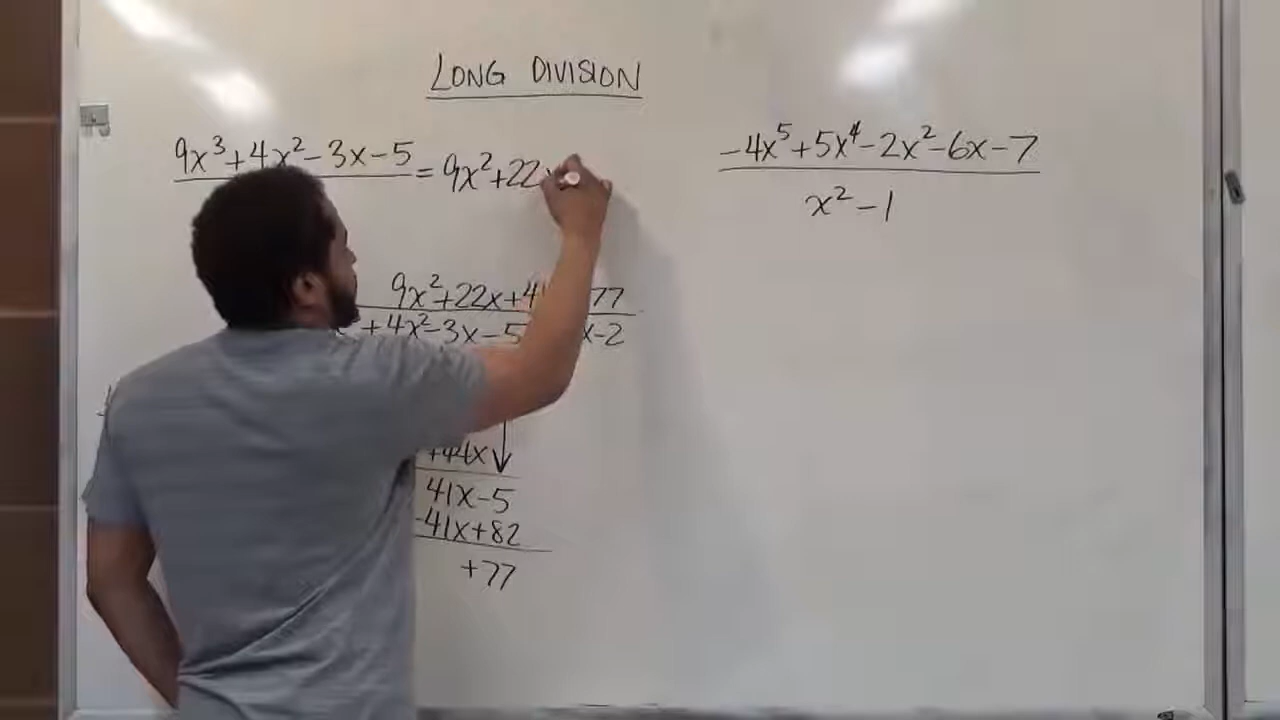 LONG DIVISION
9x³+4x²-3x-5 = 9x²+22
-4x⁵+5x⁴-2x²-6x-7
x²-1
9x²+22x+4 77
+4x²-3x-5 x-2
+44x
41x-5
-41x+82
+77